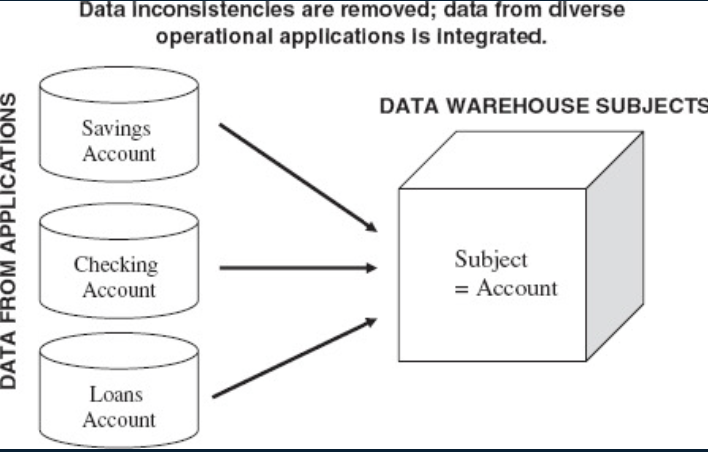 Data inconsistencies are removed; data from diverse
operational applications is integrated.
DATA WAREHOUSE SUBJECTS
DATA FROM APPLICATIONS
Savings
Account
Checking
Account
Loans
Account
Subject
= Account